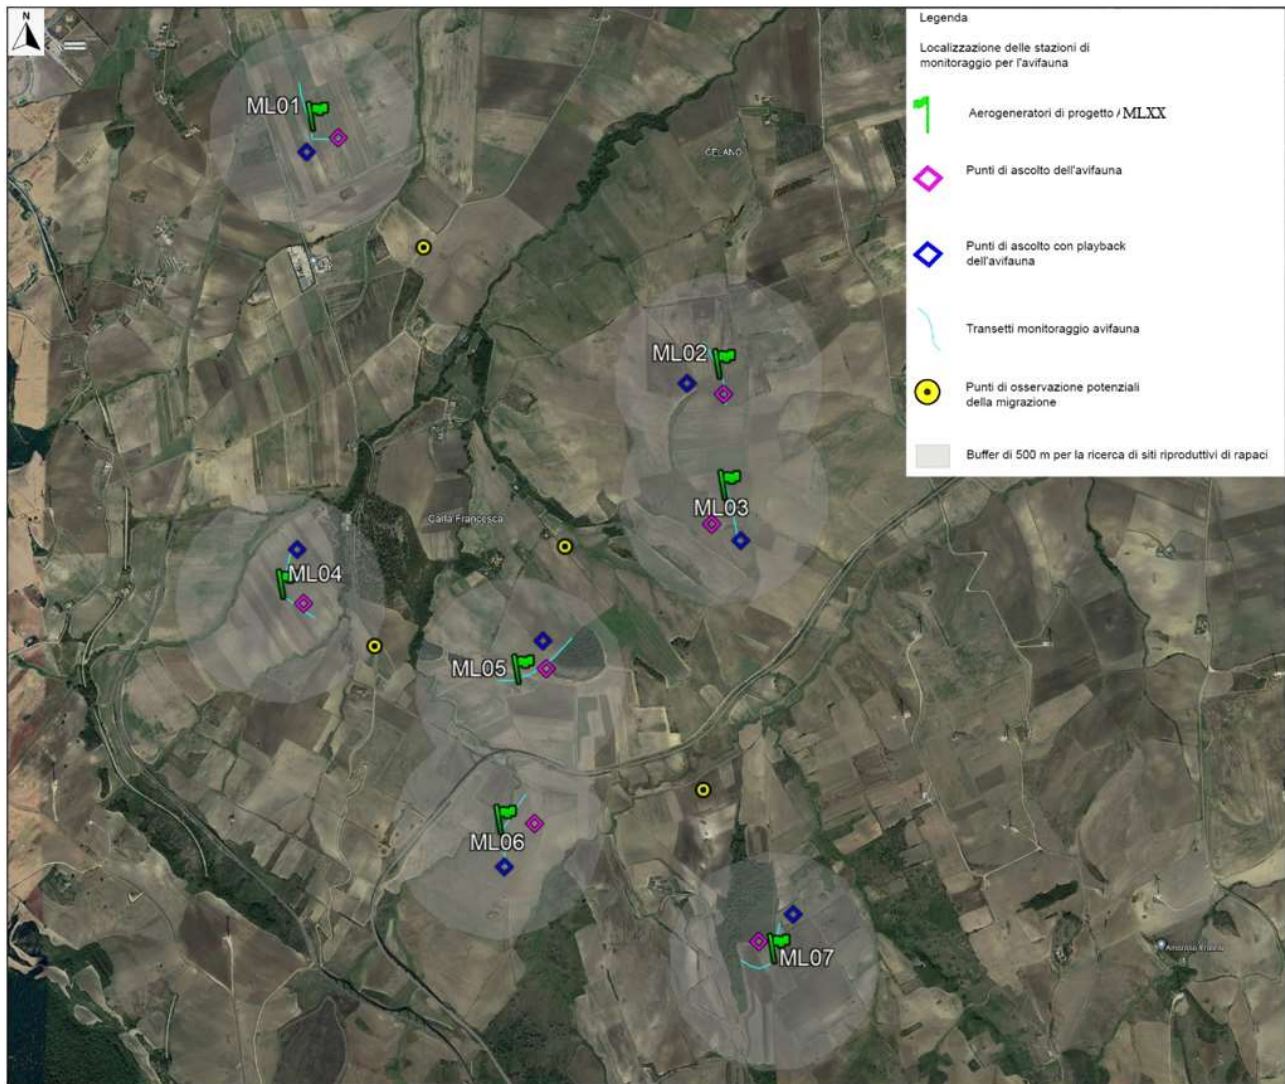 N
Legenda
Localizzazione delle stazioni di
monitoraggio per l'avifauna
Aerogeneratori di progetto / MLXX
Punti di ascolto dell'avifauna
Punti di ascolto con playback
dell'avifauna
Transetti monitoraggio avifauna
Punti di osservazione potenziali
della migrazione
Buffer di 500 m per la ricerca di siti riproduttivi di rapaci
ML01
CELANO
ML02
ML03
Carla Francesca
ML04
ML05
ML06
ML07